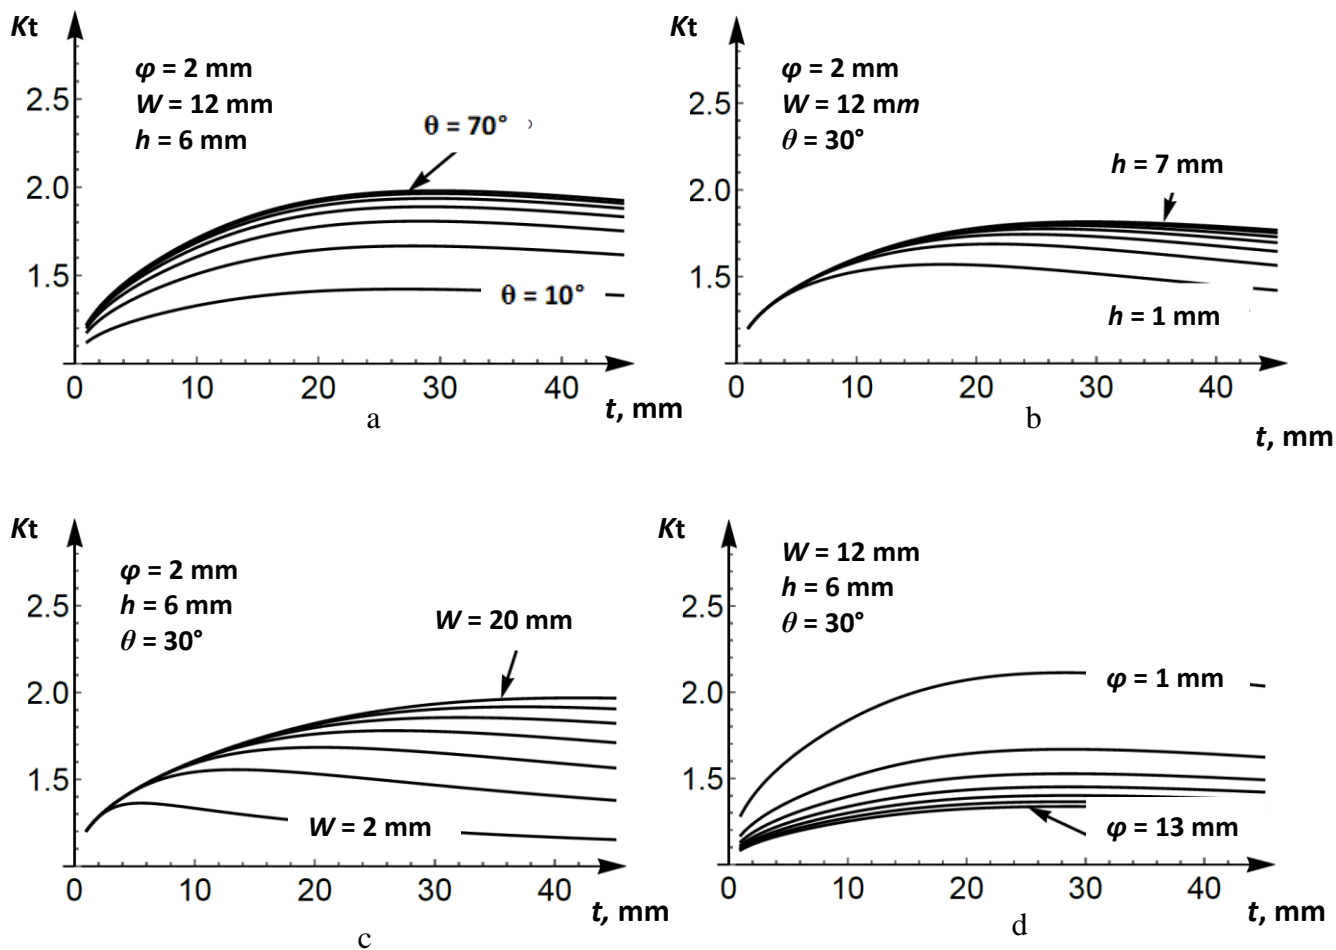 Kt
φ = 2 mm
W = 12 mm
h = 6 mm
θ = 70°
θ = 10°
2.5
2.0
1.5
0 10 20 30 40
t, mm
a
Kt
φ = 2 mm
W = 12 mm
θ = 30°
h = 7 mm
h = 1 mm
2.5
2.0
1.5
0 10 20 30 40
t, mm
b
Kt
φ = 2 mm
h = 6 mm
θ = 30°
W = 20 mm
W = 2 mm
2.5
2.0
1.5
0 10 20 30 40
t, mm
c
Kt
W = 12 mm
h = 6 mm
θ = 30°
φ = 1 mm
φ = 13 mm
2.5
2.0
1.5
0 10 20 30 40
t, mm
d